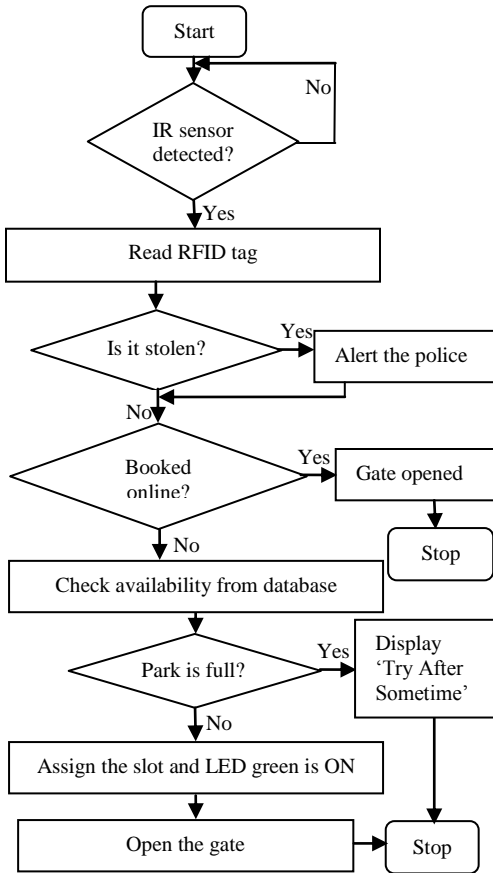 Start
No
IR sensor
detected?
Yes
Read RFID tag
Is it stolen?
Yes
Alert the police
No
Booked
online?
Yes
Gate opened
Stop
No
Check availability from database
Park is full?
Yes
Display
‘Try After
Sometime’
No
Assign the slot and LED green is ON
Open the gate
Stop